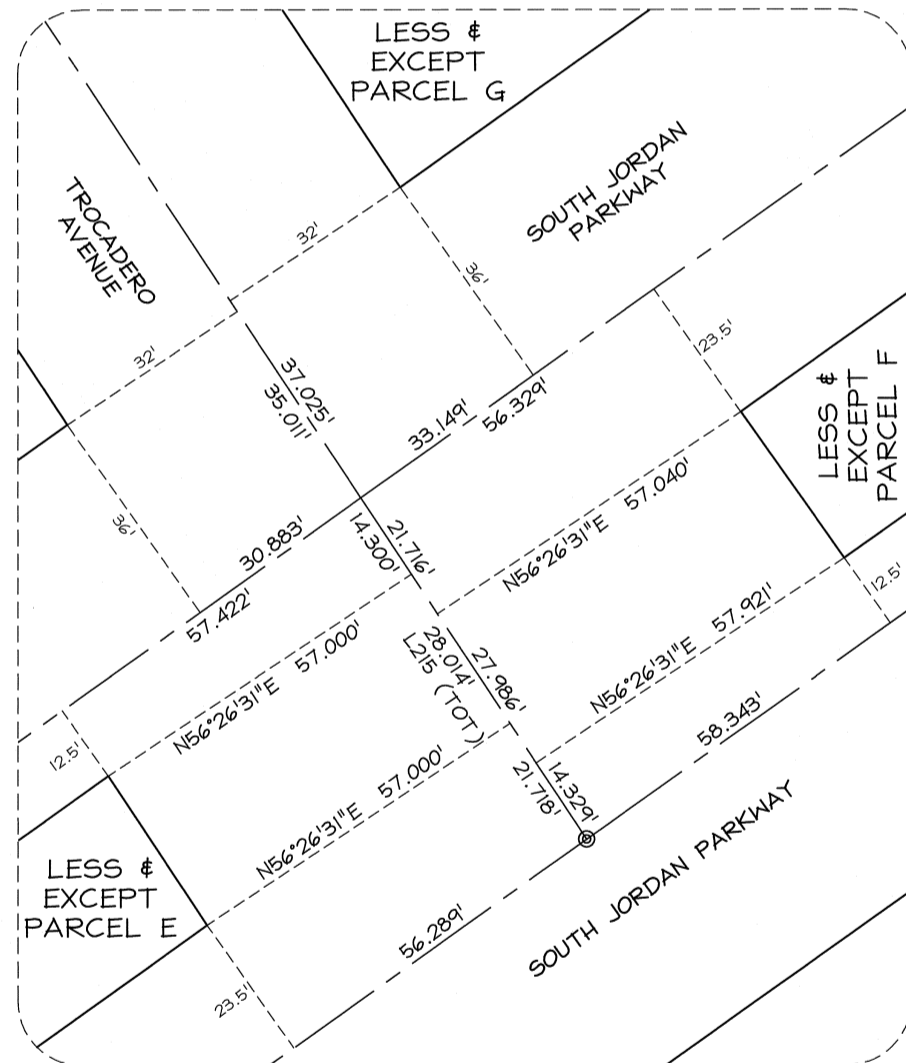 LESS &
EXCEPT
PARCEL G
SOUTH JORDAN
PARKWAY
TROCADERO
AVENUE
32'
36'
32'
23.5'
37.025'
35.011'
33.149'
56.329'
LESS &
EXCEPT
PARCEL F
36'
30.883'
57.422'
21.716'
14.300'
N56°26'31"E 57.040'
12.5'
N56°26'31"E 57.000'
27.986'
28.014'
L215 (TOT)
N56°26'31"E 57.921'
12.5'
N56°26'31"E 57.000'
14.329'
21.718'
58.343'
LESS &
EXCEPT
PARCEL E
56.289'
SOUTH JORDAN PARKWAY
23.5'